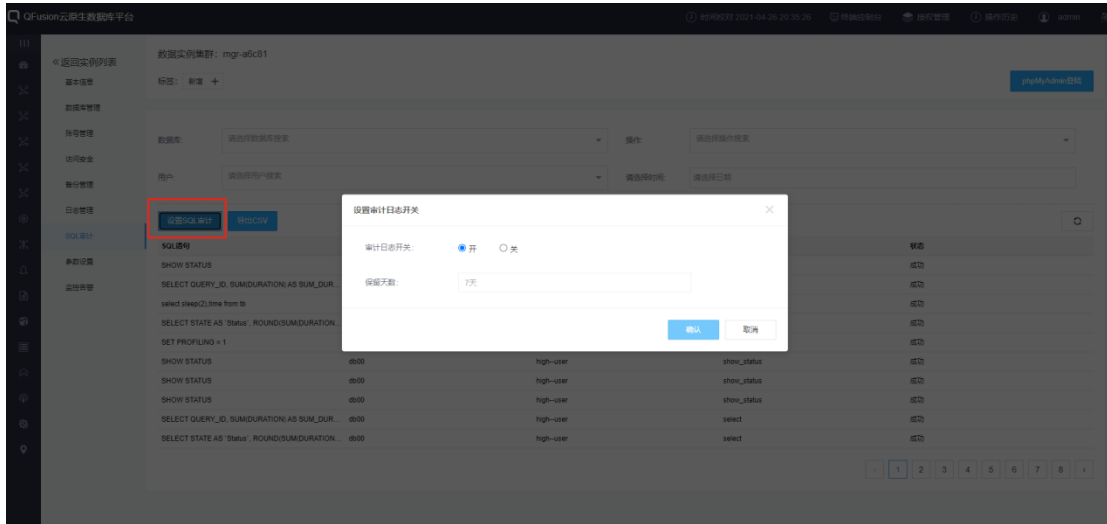 QFusion云原生数据库平台
时间校对 2021-04-26 20:35:26 终端控制台 授权管理 操作历史 admin
«返回实例列表
基本信息
数据库管理
账号管理
访问安全
备份管理
日志管理
SQL审计
参数设置
监控告警
数据实例集群：mgr-a6c81
标签： 新增 +
phpMyAdmin登陆
数据库 请选择数据库搜索 操作 请选择操作搜索
用户 请选择用户搜索 请选择时间: 请选择日期
设置SQL审计 导出CSV
设置审计日志开关
审计日志开关: 开 关
保留天数: 7天
确认 取消
SQL语句 状态
SHOW STATUS 成功
SELECT QUERY_ID, SUM(DURATION) AS SUM_DUR... 成功
select sleep(2),time from tb 成功
SELECT STATE AS `Status`, ROUND(SUM(DURATION... 成功
SET PROFILING = 1 成功
SHOW STATUS db00 high--user show_status 成功
SHOW STATUS db00 high--user show_status 成功
SHOW STATUS db00 high--user show_status 成功
SELECT QUERY_ID, SUM(DURATION) AS SUM_DUR... db00 high--user select 成功
SELECT STATE AS `Status`, ROUND(SUM(DURATION... db00 high--user select 成功
1 2 3 4 5 6 7 8